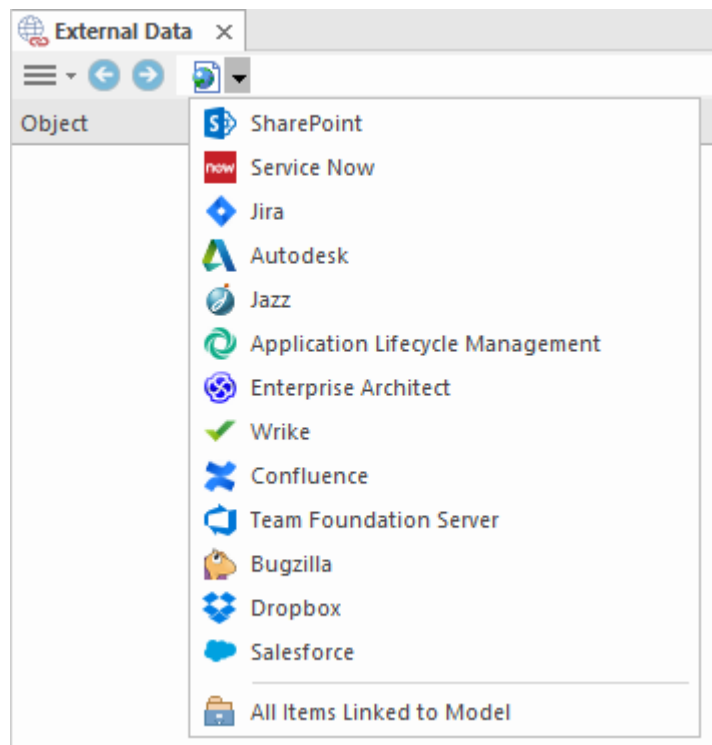 External Data
Object
SharePoint
now Service Now
Jira
Autodesk
Jazz
Application Lifecycle Management
Enterprise Architect
Wrike
Confluence
Team Foundation Server
Bugzilla
Dropbox
Salesforce
All Items Linked to Model